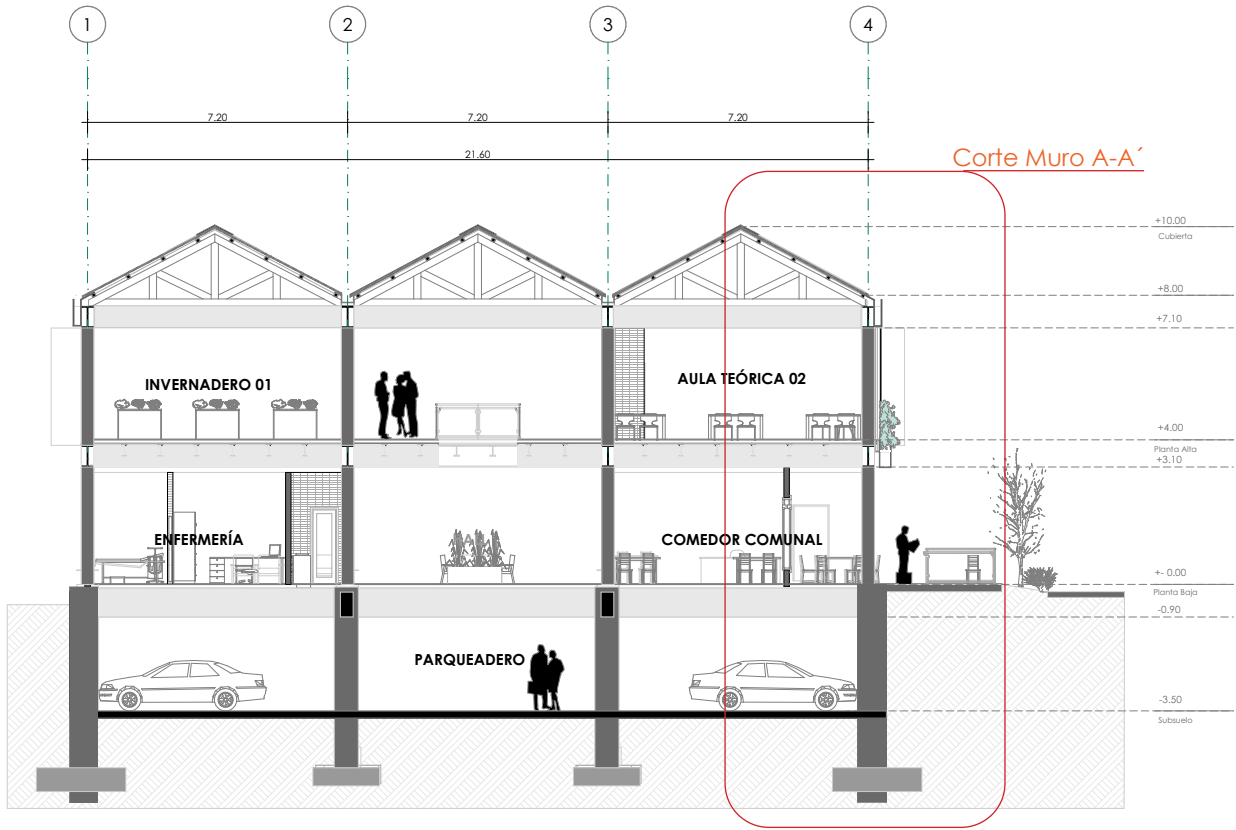 1 2 3 4
7.20 7.20 7.20
21.60
Corte Muro A-A´
+10.00
Cubierta
+8.00
+7.10
INVERNADERO 01
AULA TEÓRICA 02
+4.00
Planta Alta
+3.10
ENFERMERÍA
COMEDOR COMUNAL
+- 0.00
Planta Baja
-0.90
PARQUEADERO
-3.50
Subsuelo